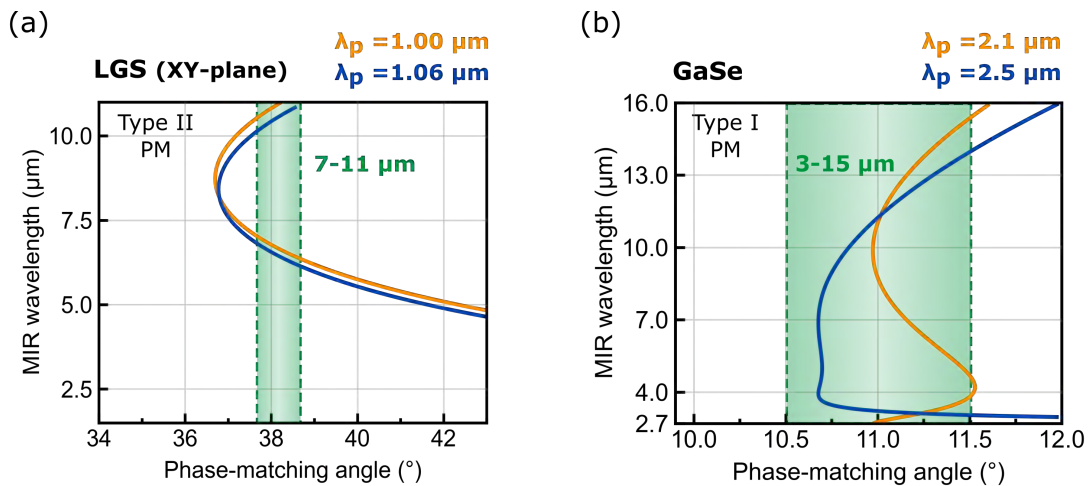 (a)
λp =1.00 µm
LGS (XY-plane) λp =1.06 µm
Type II
PM
7-11 µm
10.0
7.5
5.0
2.5
MIR wavelength (µm)
34 36 38 40 42
Phase-matching angle (°)
(b)
λp =2.1 µm
GaSe λp =2.5 µm
Type I
PM
3-15 µm
16.0
13.0
10.0
7.0
4.0
2.7
MIR wavelength (µm)
10.0 10.5 11.0 11.5 12.0
Phase-matching angle (°)